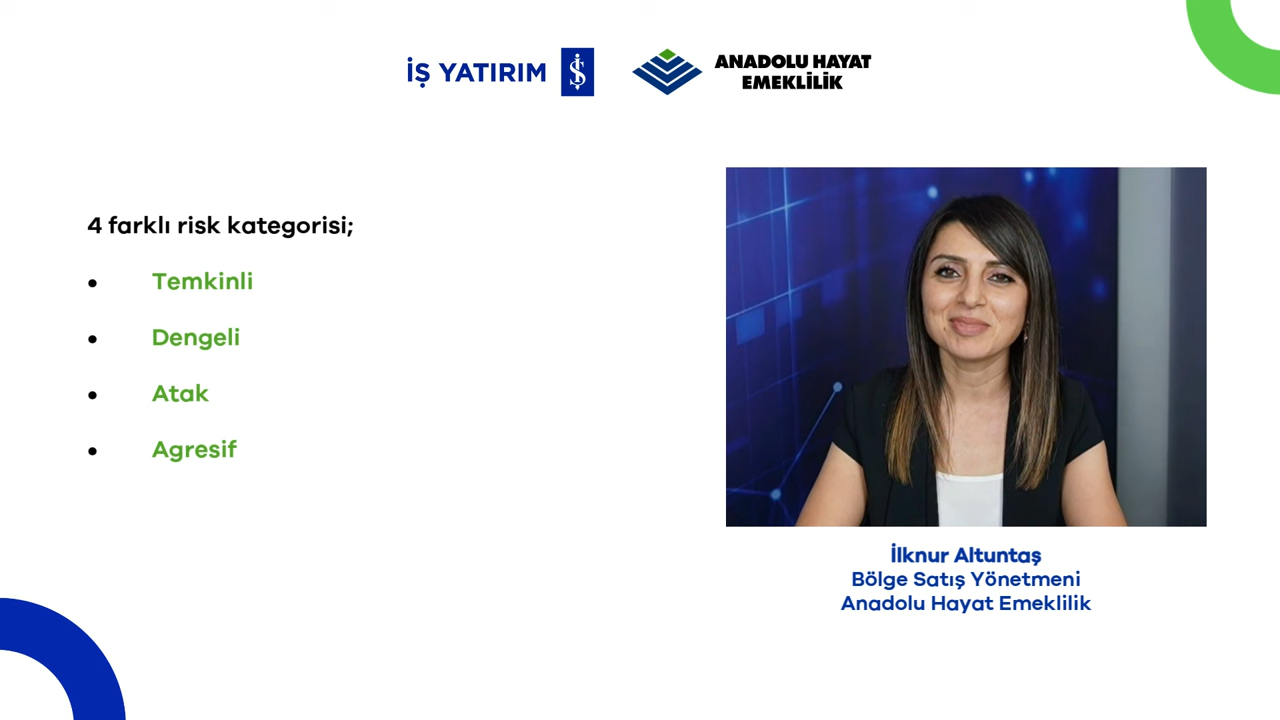 İŞ YATIRIM
ANADOLU HAYAT
EMEKLİLİK
4 farklı risk kategorisi;
• Temkinli
• Dengeli
• Atak
• Agresif
İlknur Altuntaş
Bölge Satış Yönetmeni
Anadolu Hayat Emeklilik